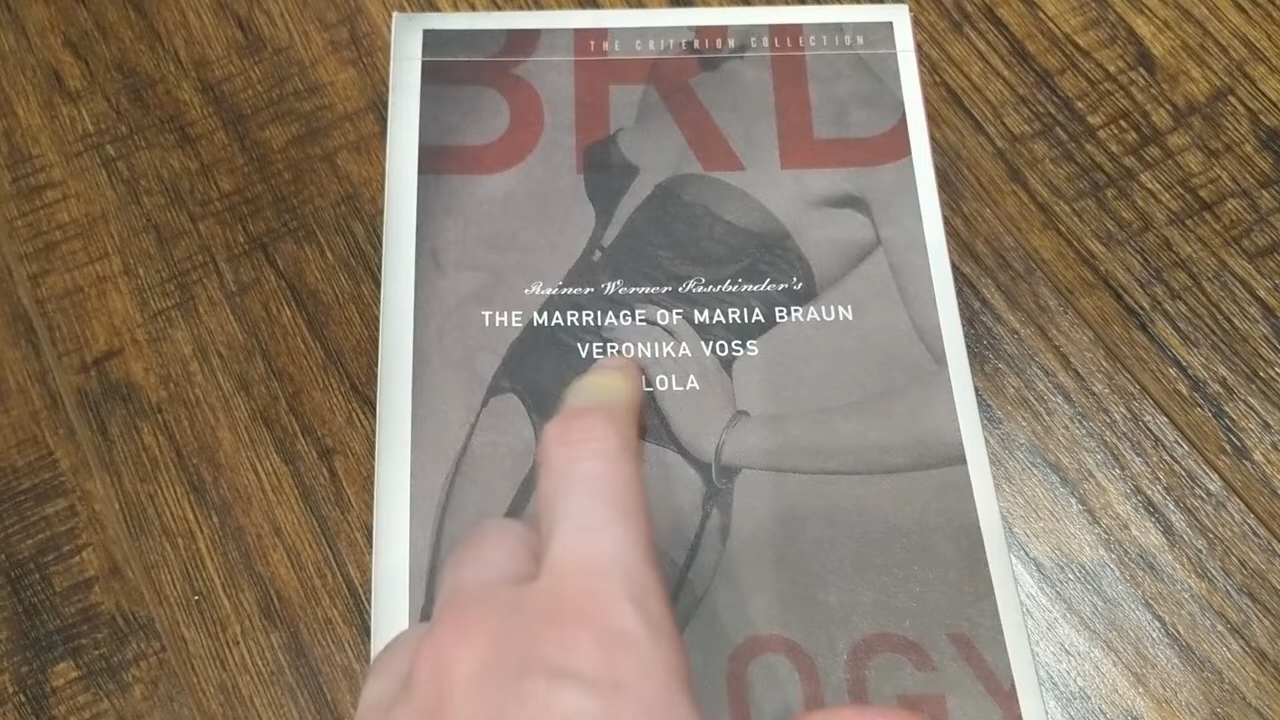 THE CRITERION COLLECTION
BRD
Rainer Werner Fassbinder's
THE MARRIAGE OF MARIA BRAUN
VERONIKA VOSS
LOLA
OGY